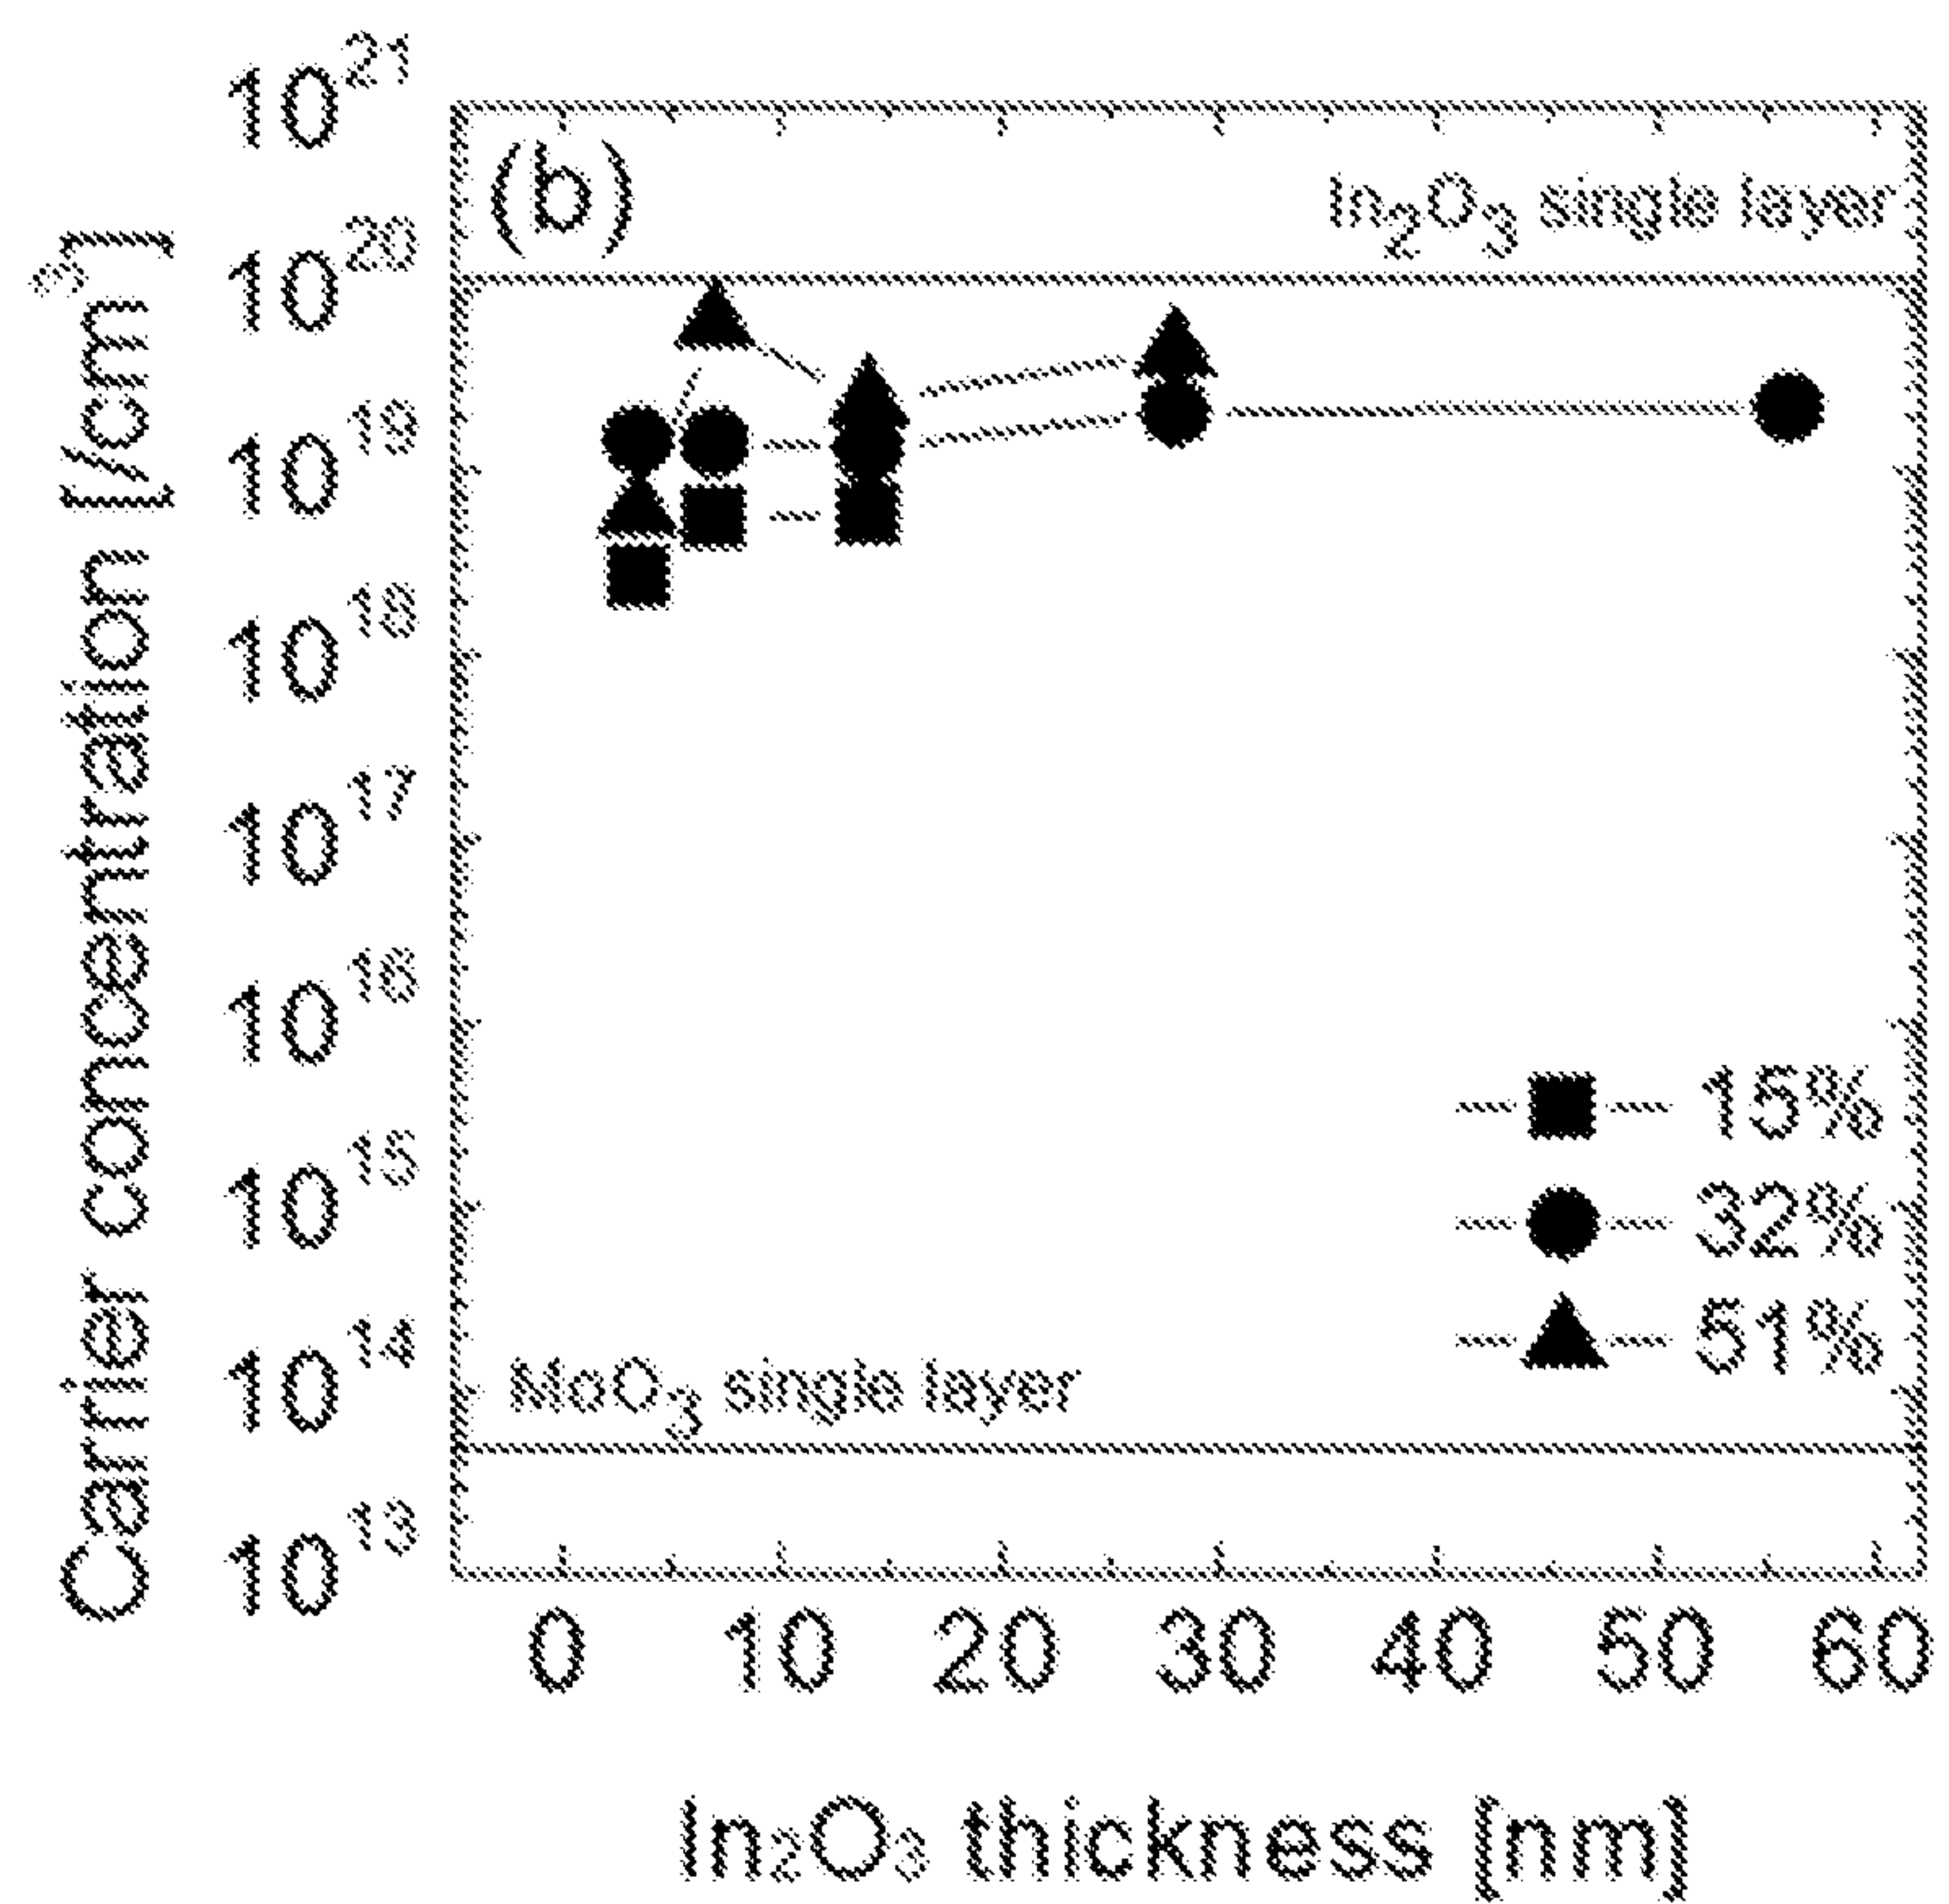 10^21
10^20
10^19
10^18
10^17
10^16
10^15
10^14
10^13
Carrier concentration [/cm^3]
(b)
In2O3 single layer
15%
32%
51%
MoO3 single layer
0 10 20 30 40 50 60
In2O3 thickness [nm]